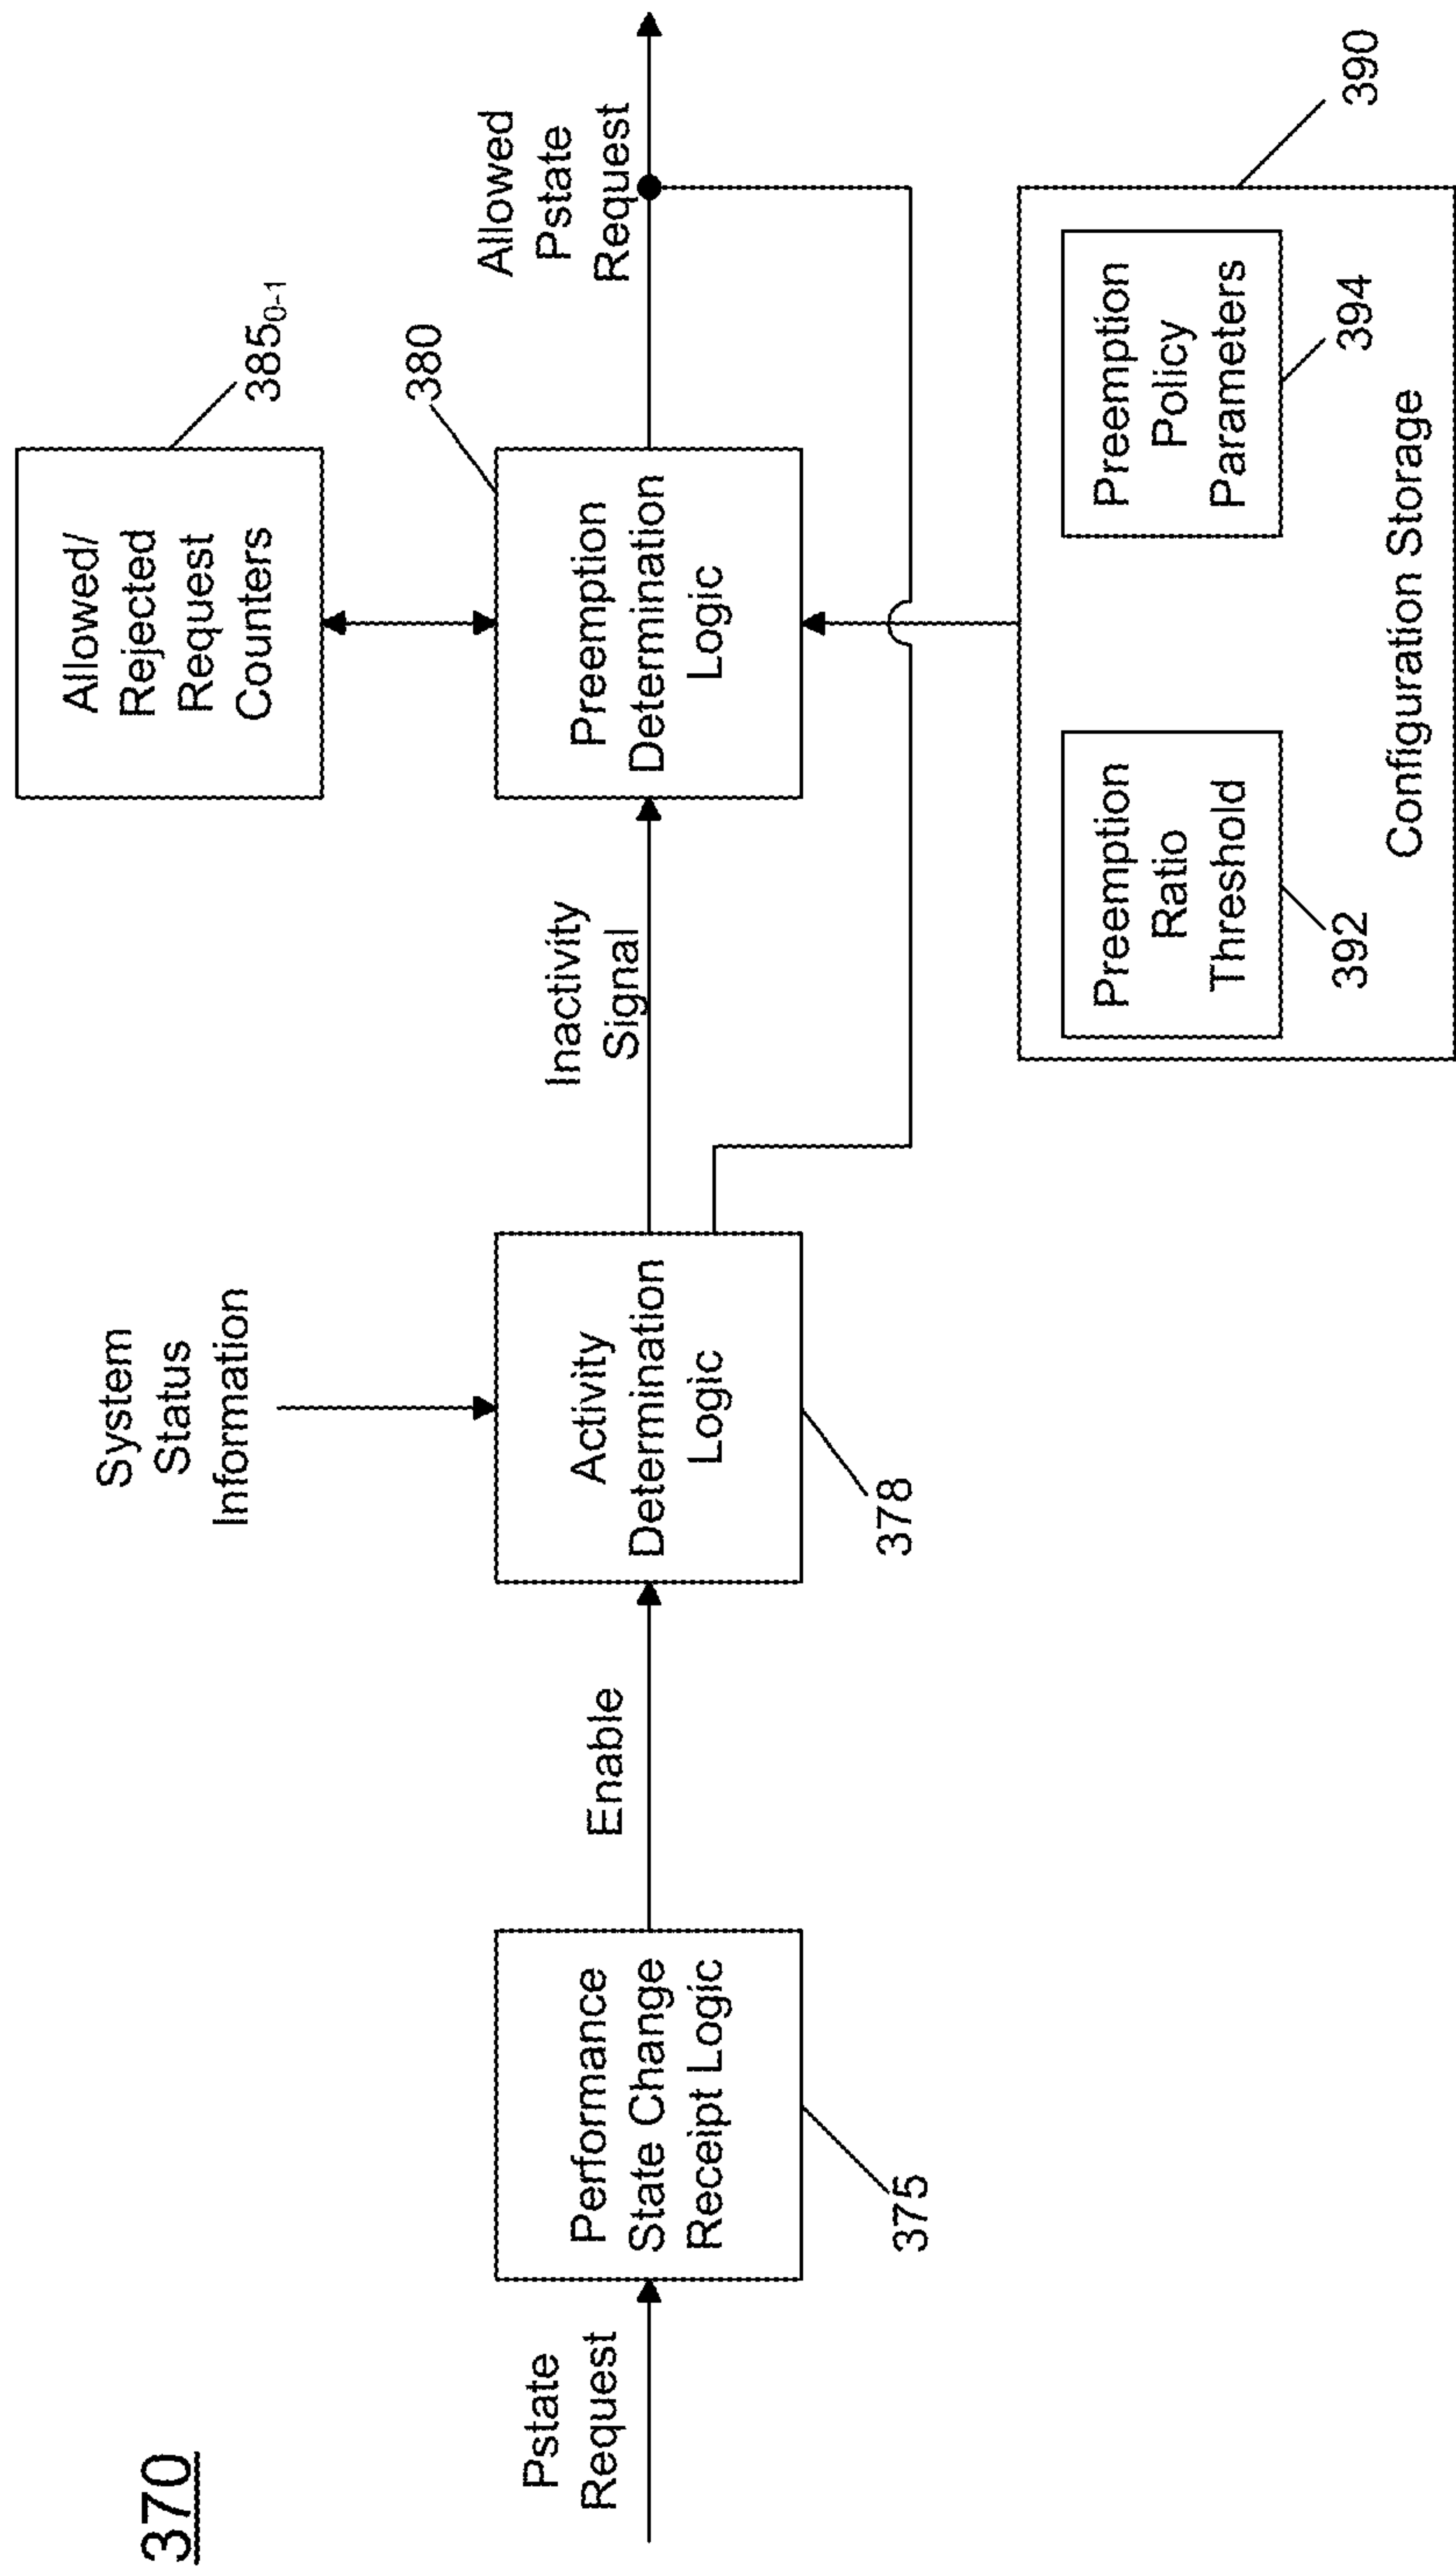 370
Pstate
Request
Performance
State Change
Receipt Logic
375
Enable
System
Status
Information
Activity
Determination
Logic
378
Inactivity
Signal
Allowed/
Rejected
Request
Counters
385₀₋₁
Preemption
Determination
Logic
380
Allowed
Pstate
Request
Preemption
Ratio
Threshold
392
Preemption
Policy
Parameters
394
Configuration Storage
390